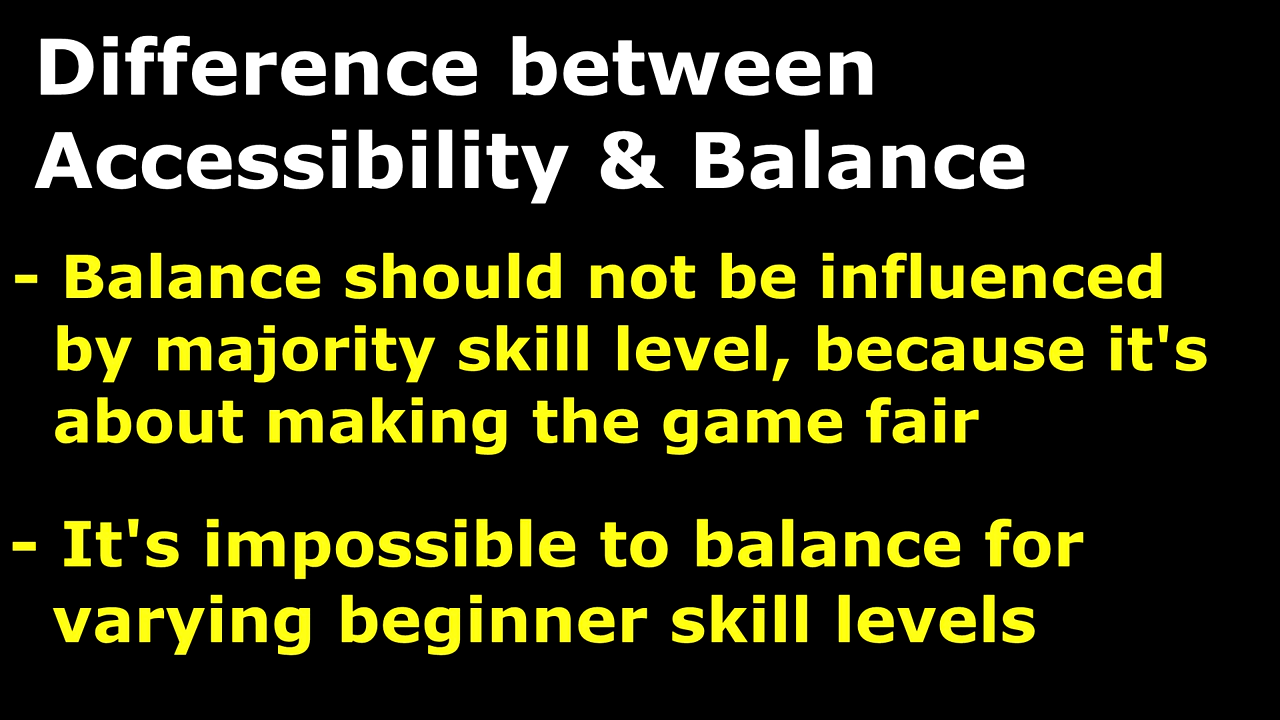 Difference between
Accessibility & Balance
- Balance should not be influenced
by majority skill level, because it's
about making the game fair
- It's impossible to balance for
varying beginner skill levels